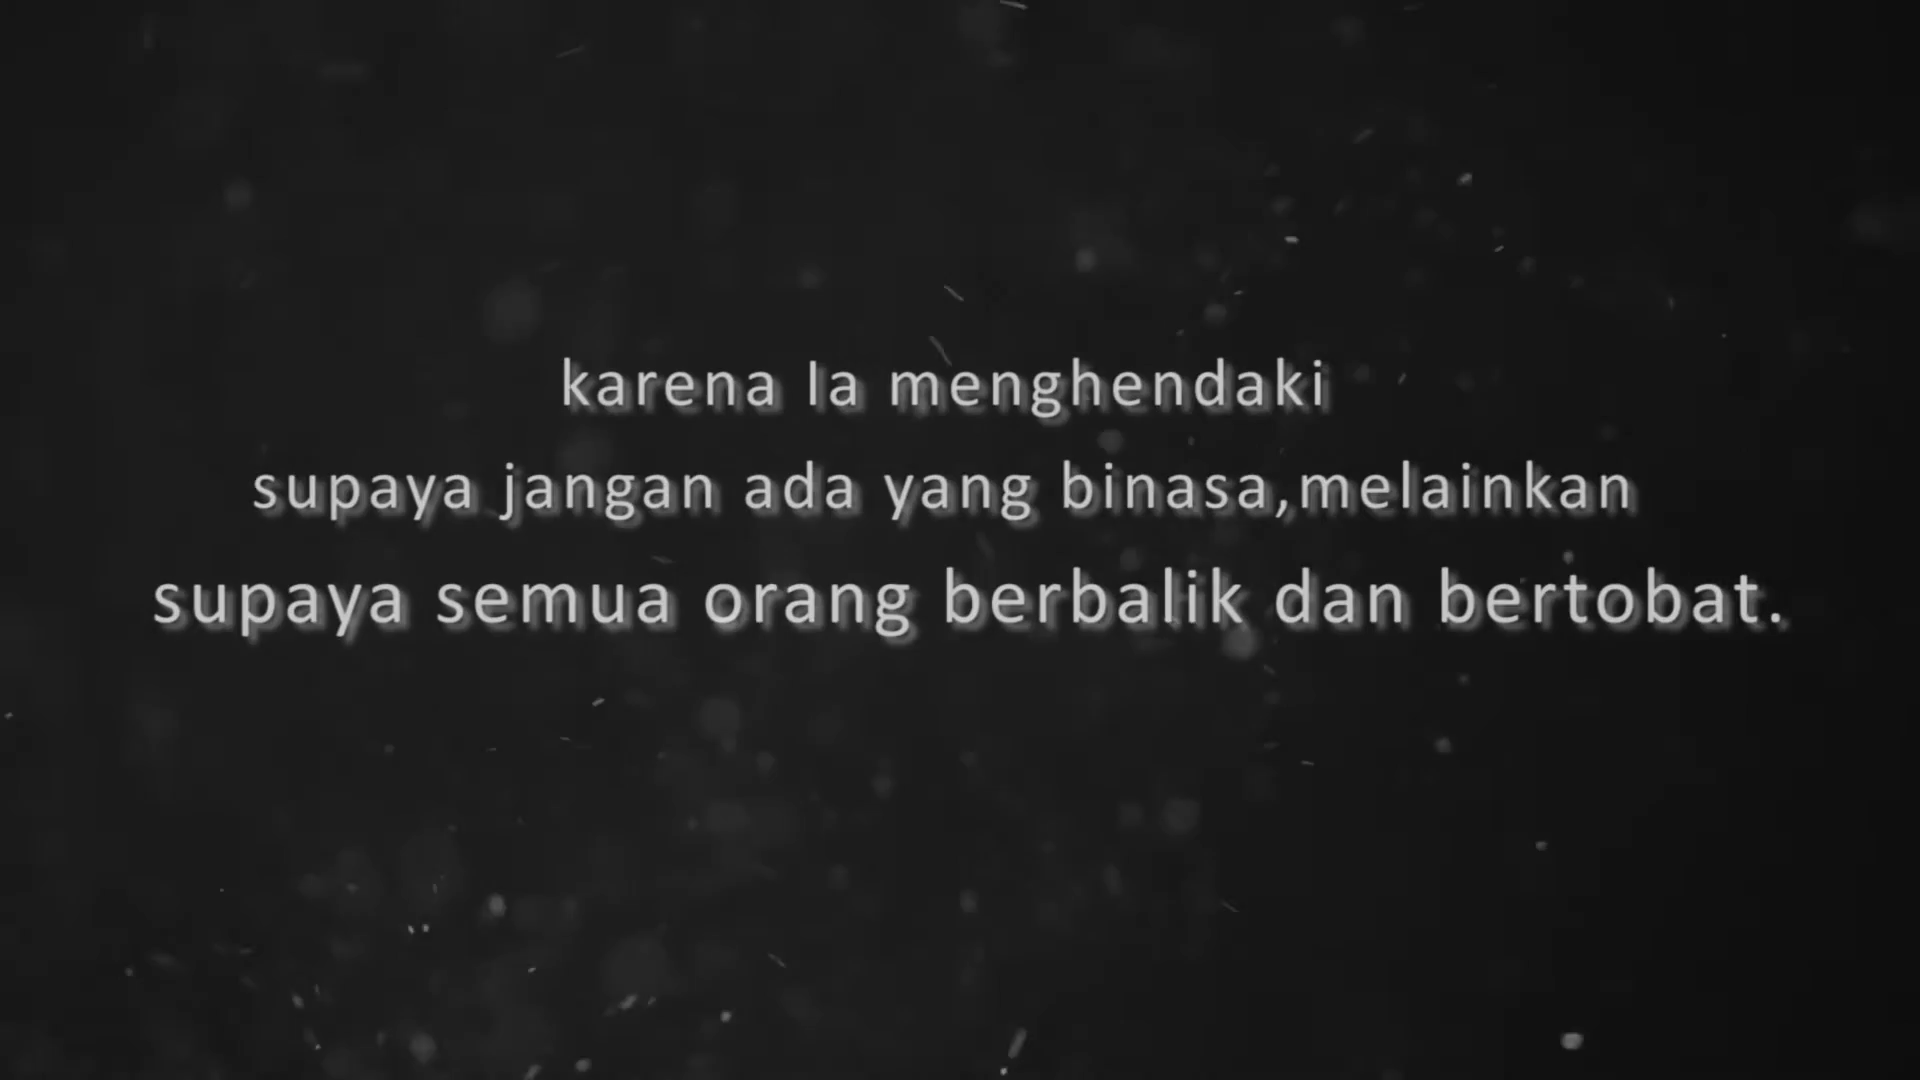 karena Ia menghendaki
supaya jangan ada yang binasa,melainkan
supaya semua orang berbalik dan bertobat.